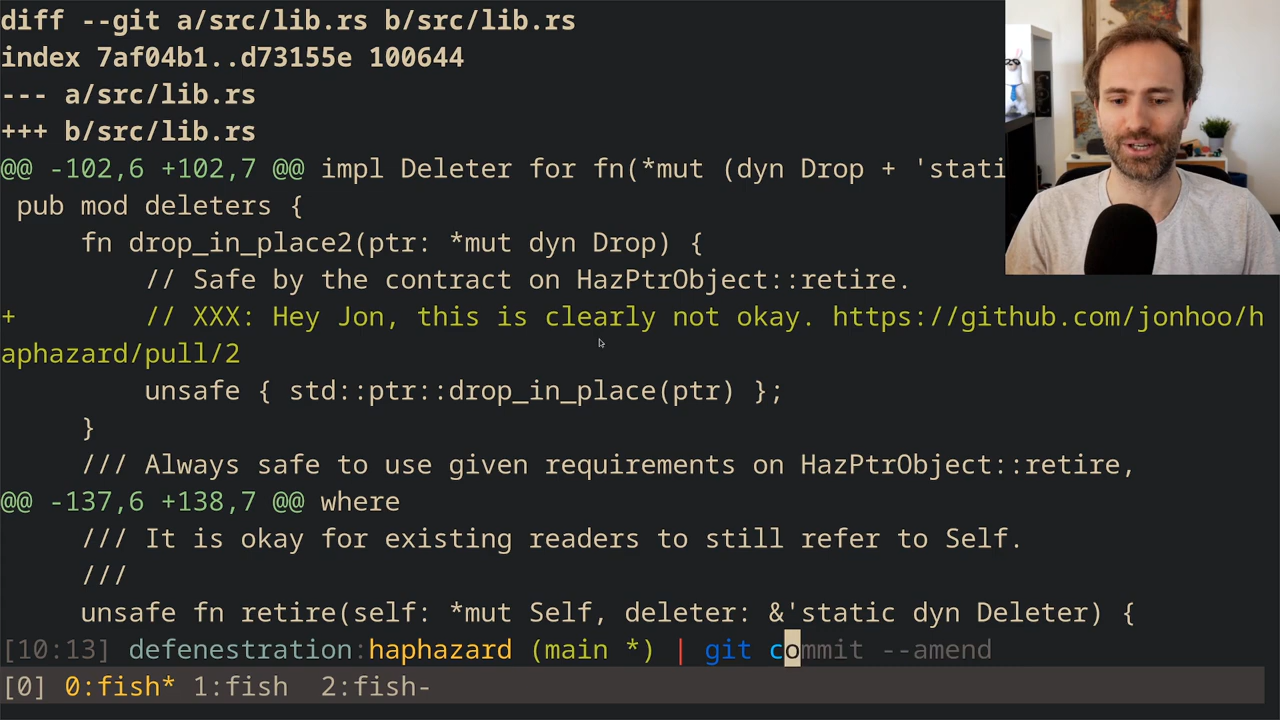 diff --git a/src/lib.rs b/src/lib.rs
index 7af04b1..d73155e 100644
--- a/src/lib.rs
+++ b/src/lib.rs
@@ -102,6 +102,7 @@ impl Deleter for fn(*mut (dyn Drop + 'stati
 pub mod deleters {
     fn drop_in_place2(ptr: *mut dyn Drop) {
         // Safe by the contract on HazPtrObject::retire.
+        // XXX: Hey Jon, this is clearly not okay. https://github.com/jonhoo/h
aphazard/pull/2
         unsafe { std::ptr::drop_in_place(ptr) };
     }
     /// Always safe to use given requirements on HazPtrObject::retire,
@@ -137,6 +138,7 @@ where
     /// It is okay for existing readers to still refer to Self.
     ///
     unsafe fn retire(self: *mut Self, deleter: &'static dyn Deleter) {
[10:13] defenestration:haphazard (main *) | git commit --amend
[0] 0:fish* 1:fish  2:fish-